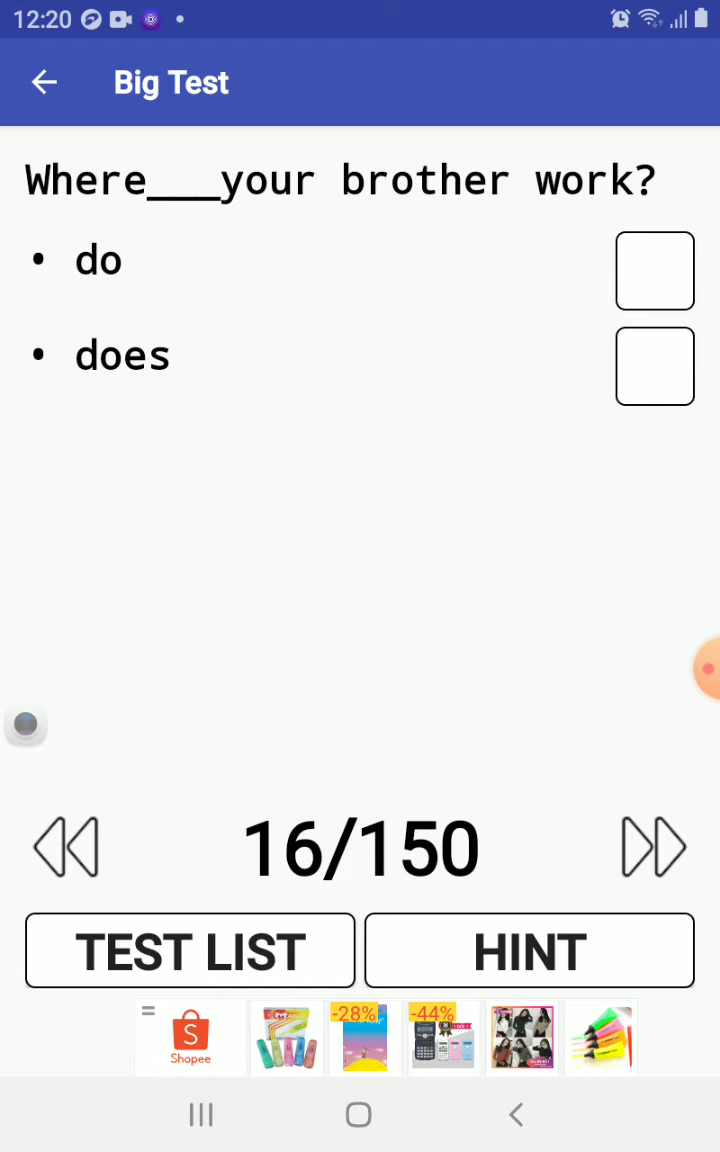 12:20
Big Test
Where___your brother work?
• do
• does
16/150
TEST LIST
HINT
S
Shopee
-28%
-44%